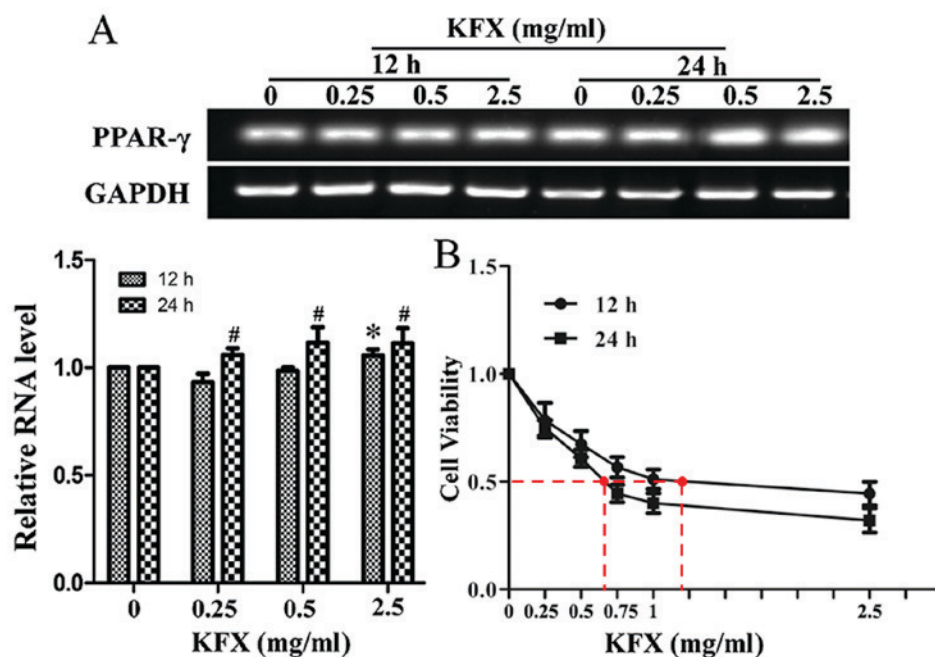 A
KFX (mg/ml)
12 h 24 h
0 0.25 0.5 2.5 0 0.25 0.5 2.5
PPAR-γ
GAPDH
1.5
1.0
0.5
0.0
Relative RNA level
12 h
24 h
#
#
*
#
0 0.25 0.5 2.5
KFX (mg/ml)
B
1.5
1.0
0.5
0.0
Cell Viability
12 h
24 h
0 0.25 0.5 0.75 1 2.5
KFX (mg/ml)